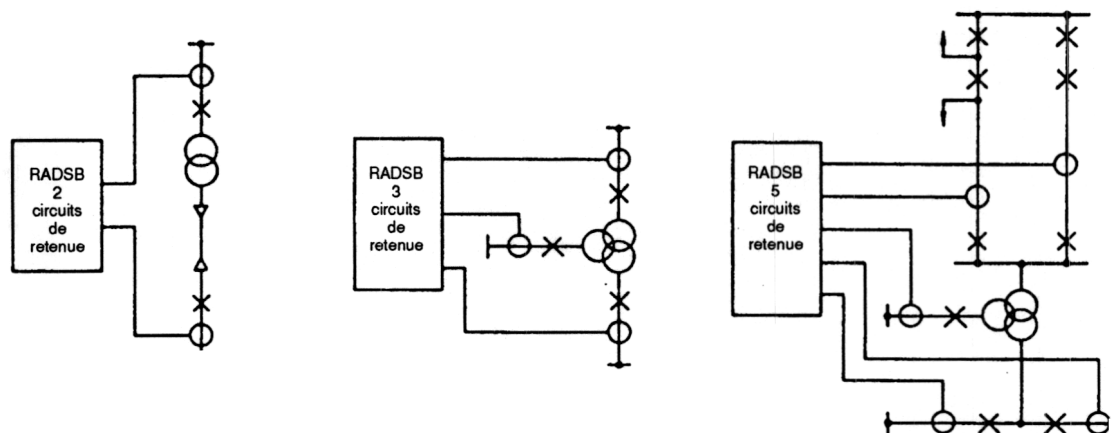 RADSB
2
circuits
de
retenue
RADSB
3
circuits
de
retenue
RADSB
5
circuits
de
retenue